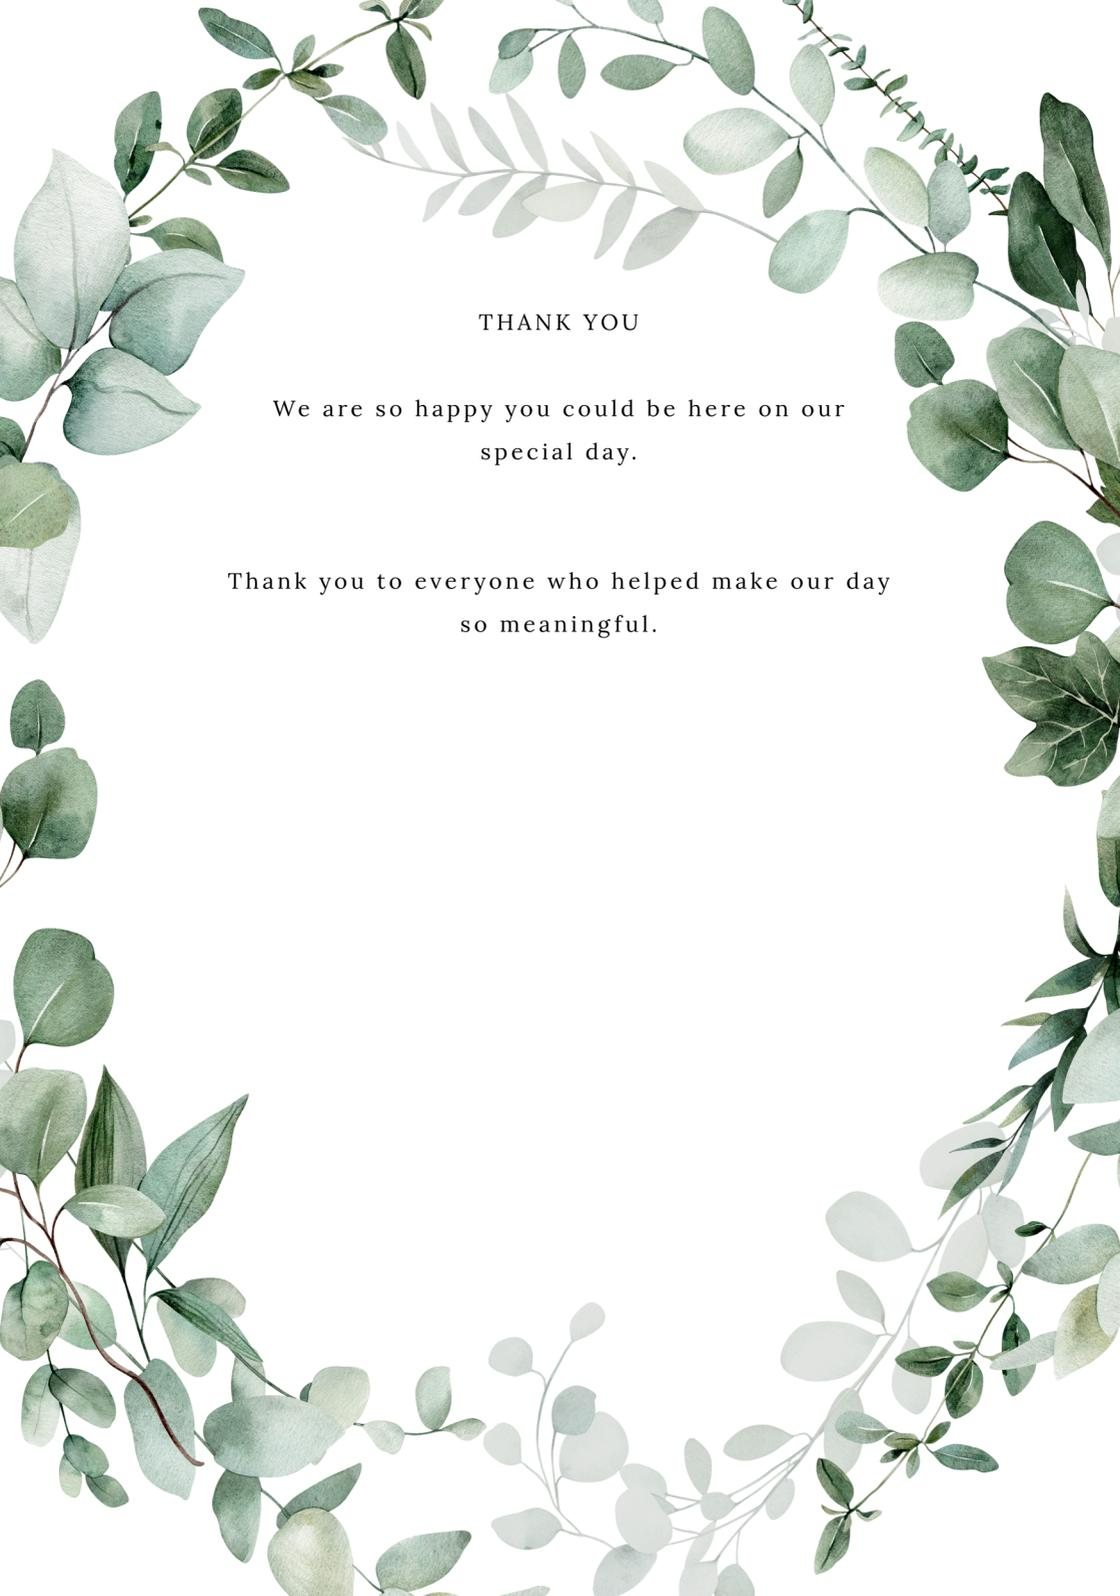 THANK YOU
We are so happy you could be here on our
special day.
Thank you to everyone who helped make our day
so meaningful.